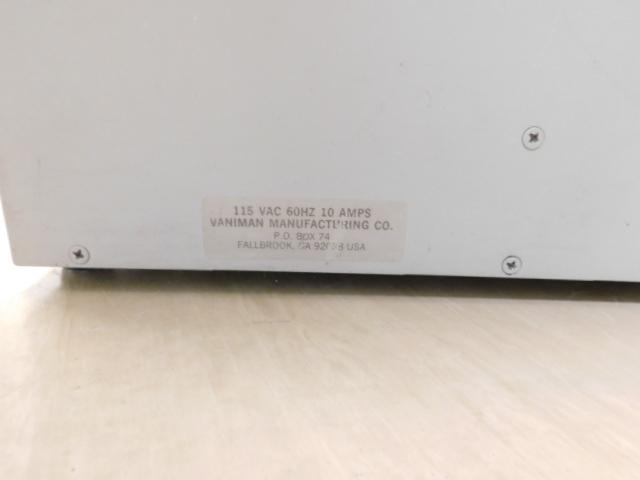 115 VAC 60HZ 10 AMPS
VANIMAN MANUFACTURING CO.
P.O. BOX 74
FALLBROOK, CA USA